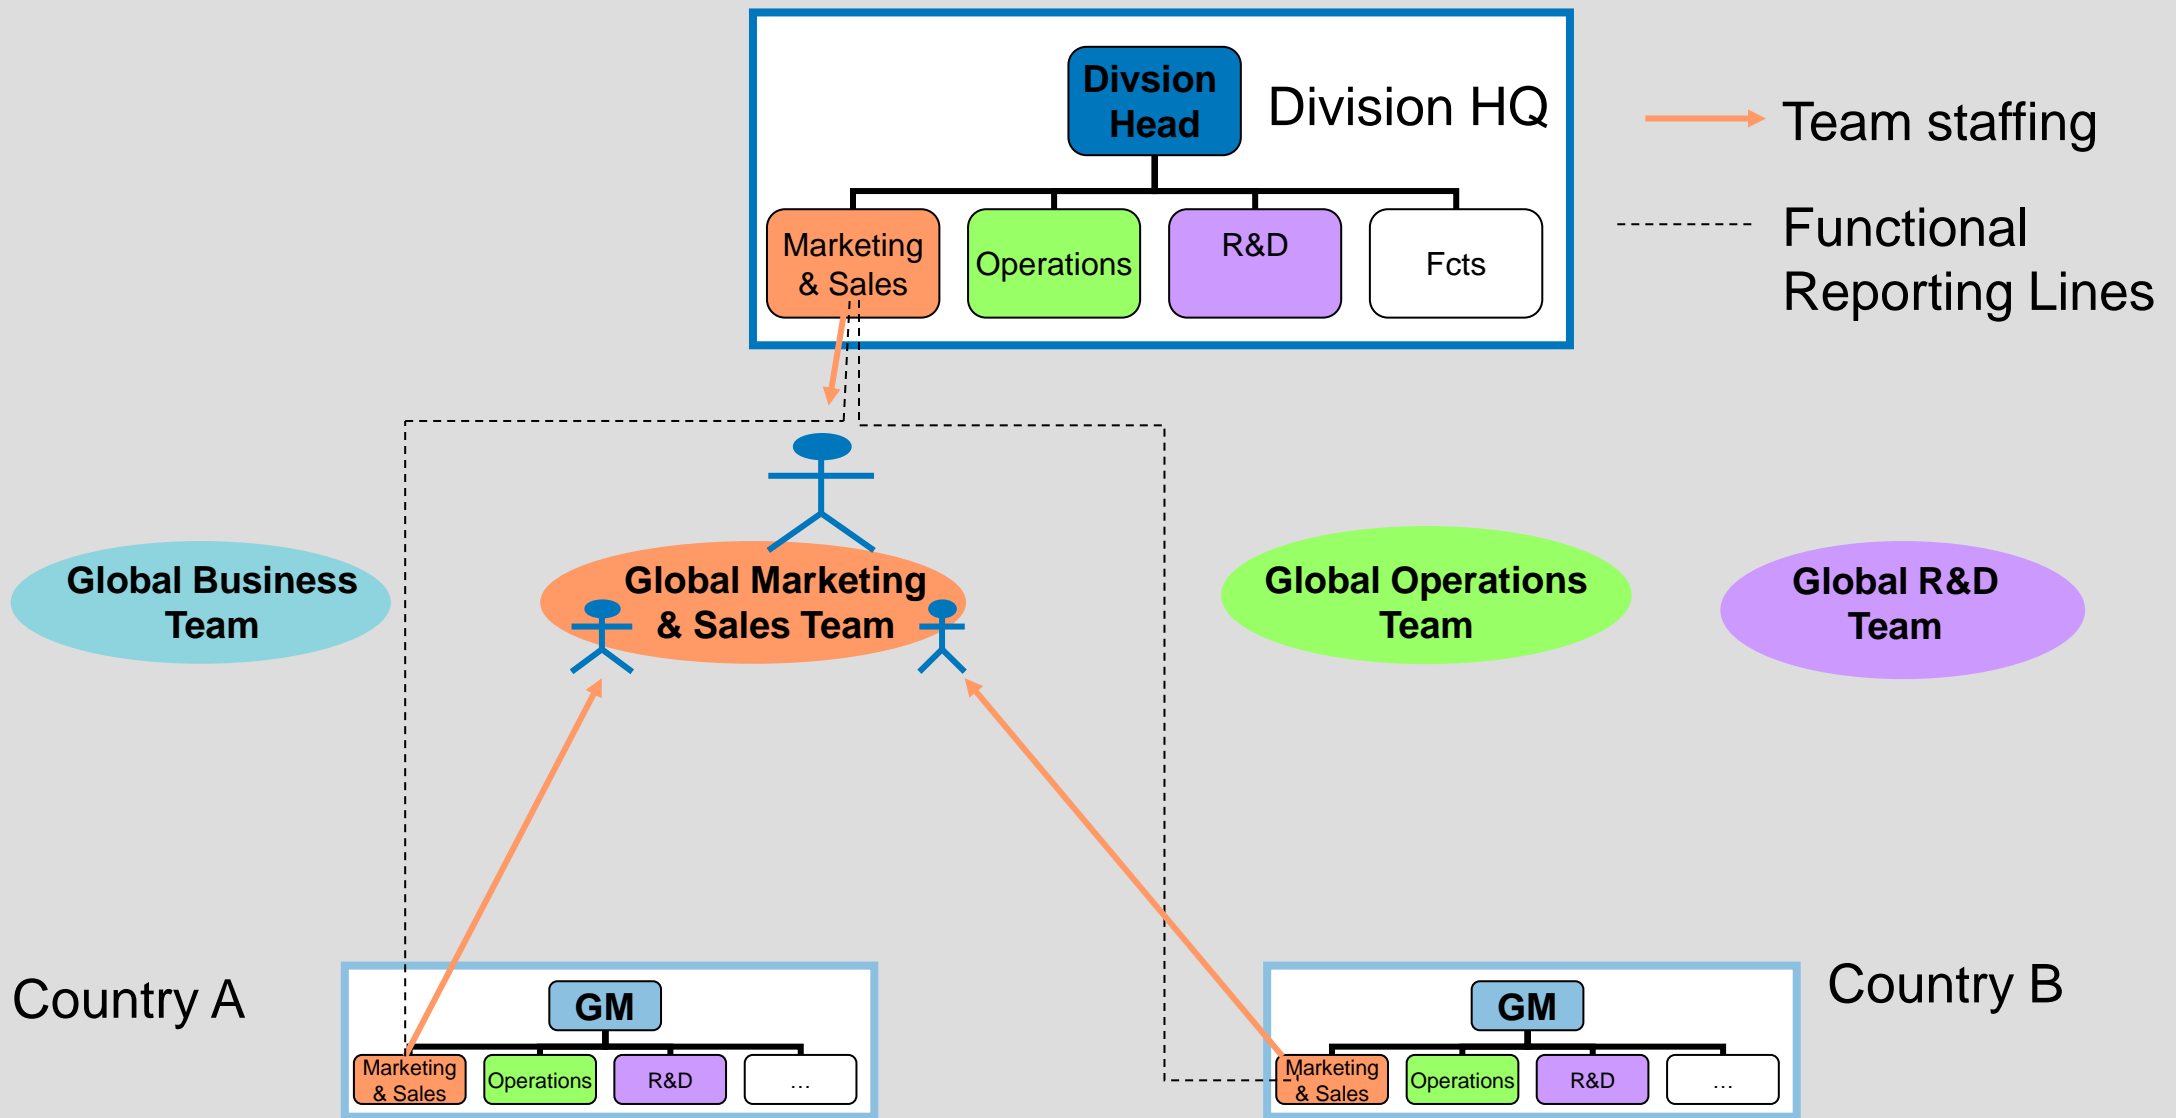 Divsion
Head
Division HQ
Marketing
& Sales
Operations
R&D
Fcts
Team staffing
Functional
Reporting Lines
Global Business
Team
Global Marketing
& Sales Team
Global Operations
Team
Global R&D
Team
Country A
GM
Marketing
& Sales
Operations
R&D
...
GM
Marketing
& Sales
Operations
R&D
...
Country B